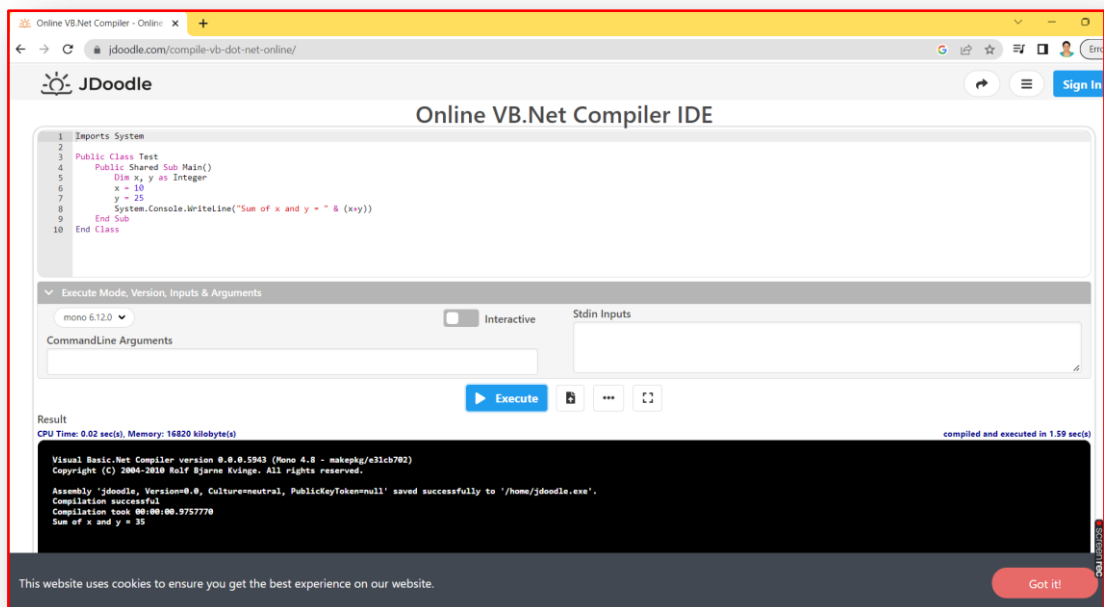 Online VB.Net Compiler - Online
jdoodle.com/compile-vb-dot-net-online/
JDoodle
Sign In
Online VB.Net Compiler IDE
1 Imports System
2
3 Public Class Test
4 Public Shared Sub Main()
5 Dim x, y as Integer
6 x = 10
7 y = 25
8 System.Console.WriteLine("Sum of x and y = " & (x+y))
9 End Sub
10 End Class
Execute Mode, Version, Inputs & Arguments
mono 6.12.0
Interactive
Stdin Inputs
CommandLine Arguments
Execute
Result
CPU Time: 0.02 sec(s), Memory: 16820 kilobyte(s)
compiled and executed in 1.59 sec(s)
Visual Basic.Net Compiler version 0.0.0.5943 (Mono 4.8 - makepkg/e31cb702)
Copyright (C) 2004-2010 Rolf Bjarne Kvinge. All rights reserved.
Assembly 'jdoodle, Version=0.0, Culture=neutral, PublicKeyToken=null' saved successfully to '/home/jdoodle.exe'.
Compilation successful
Compilation took 00:00:00.9757770
Sum of x and y = 35
This website uses cookies to ensure you get the best experience on our website.
Got it!
screenrec